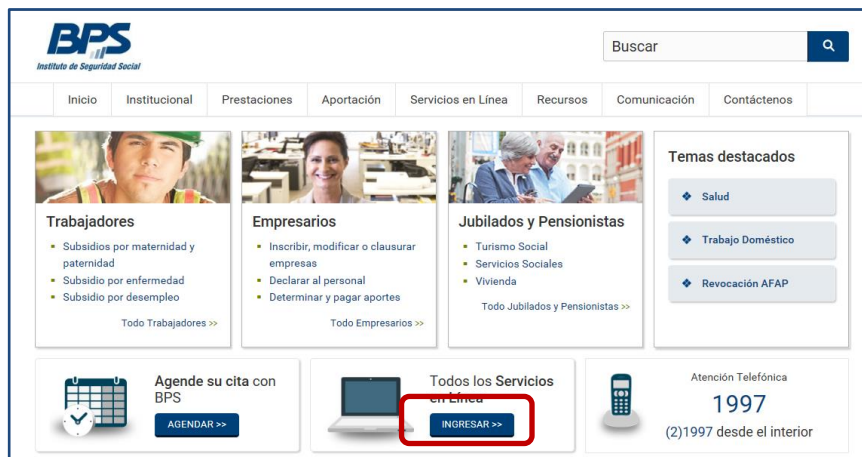 BPS
Instituto de Seguridad Social
Buscar
Inicio
Institucional
Prestaciones
Aportación
Servicios en Línea
Recursos
Comunicación
Contáctenos
Trabajadores
Subsidios por maternidad y
paternidad
Subsidio por enfermedad
Subsidio por desempleo
Todo Trabajadores >>
Empresarios
Inscribir, modificar o clausurar
empresas
Declarar al personal
Determinar y pagar aportes
Todo Empresarios >>
Jubilados y Pensionistas
Turismo Social
Servicios Sociales
Vivienda
Todo Jubilados y Pensionistas >>
Temas destacados
Salud
Trabajo Doméstico
Revocación AFAP
Agende su cita con
BPS
AGENDAR >>
Todos los Servicios
en Línea
INGRESAR >>
Atención Telefónica
1997
(2)1997 desde el interior